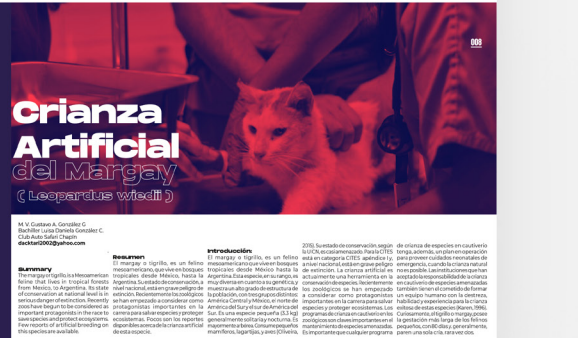 008
Crianza
Artificial
del Margay
( Leopardus wiedii )
M. V. Gustavo A. González G
Bachiller Luisa Daniela González C.
Club Auto Safari Chapín
dacktari2002@yahoo.com
Summary
The margay or tigrillo, is a Mesoamerican
feline that lives in tropical forests
from Mexico, to Argentina. Its state
of conservation at national level is in
serious danger of extinction. Recently
zoos have begun to be considered as
important protagonists in the race to
save species and protect ecosystems.
Few reports of artificial breeding on
this species are available.
Resumen
El margay o tigrillo, es un felino
mesoamericano, que vive en bosques
tropicales desde México, hasta la
Argentina. Su estado de conservación, a
nivel nacional, está en grave peligro de
extinción. Recientemente los zoológicos
se han empezado a considerar como
protagonistas importantes en la
carrera para salvar especies y proteger
ecosistemas. Pocos son los reportes
disponibles acerca de la crianza artificial
de esta especie.
Introducción:
El margay o tigrillo, es un felino
mesoamericano que vive en bosques
tropicales desde México hasta la
Argentina. Esta especie, en su rango, es
muy diversa en cuanto a su genética, y
muestra un alto grado de estructura de
la población, con tres grupos distintos:
América Central y México, el norte de
América del Sur y el sur de América del
Sur. Es una especie pequeña (3.3 kg)
generalmente solitaria y nocturna. Es
mayormente arbórea. Consume pequeños
mamíferos, lagartijas, y aves (Oliveira,
2015). Su estado de conservación, según
la UICN, es casi amenazado. Para la CITES
está en categoría CITES apéndice I y,
a nivel nacional, está en grave peligro
de extinción. La crianza artificial es
actualmente una herramienta en la
conservación de especies. Recientemente
los zoológicos se han empezado
a considerar como protagonistas
importantes en la carrera para salvar
especies y proteger ecosistemas. Los
programas de crianza en cautiverio en los
zoológicos son claves importantes en el
mantenimiento de especies amenazadas.
Es importante que cualquier programa
de crianza de especies en cautiverio
tenga, además, un plan en operación
para proveer cuidados neonatales de
emergencia, cuando la crianza natural
no es posible. Las instituciones que han
aceptado la responsabilidad de la crianza
en cautiverio de especies amenazadas
también tienen el cometido de formar
un equipo humano con la destreza,
habilidad y experiencia para la crianza
exitosa de estas especies (Karen, 1996).
Curiosamente, el tigrillo o margay, posee
la gestación más larga de los felinos
pequeños, con 80 días y, generalmente,
paren una sola cría, rara vez dos.